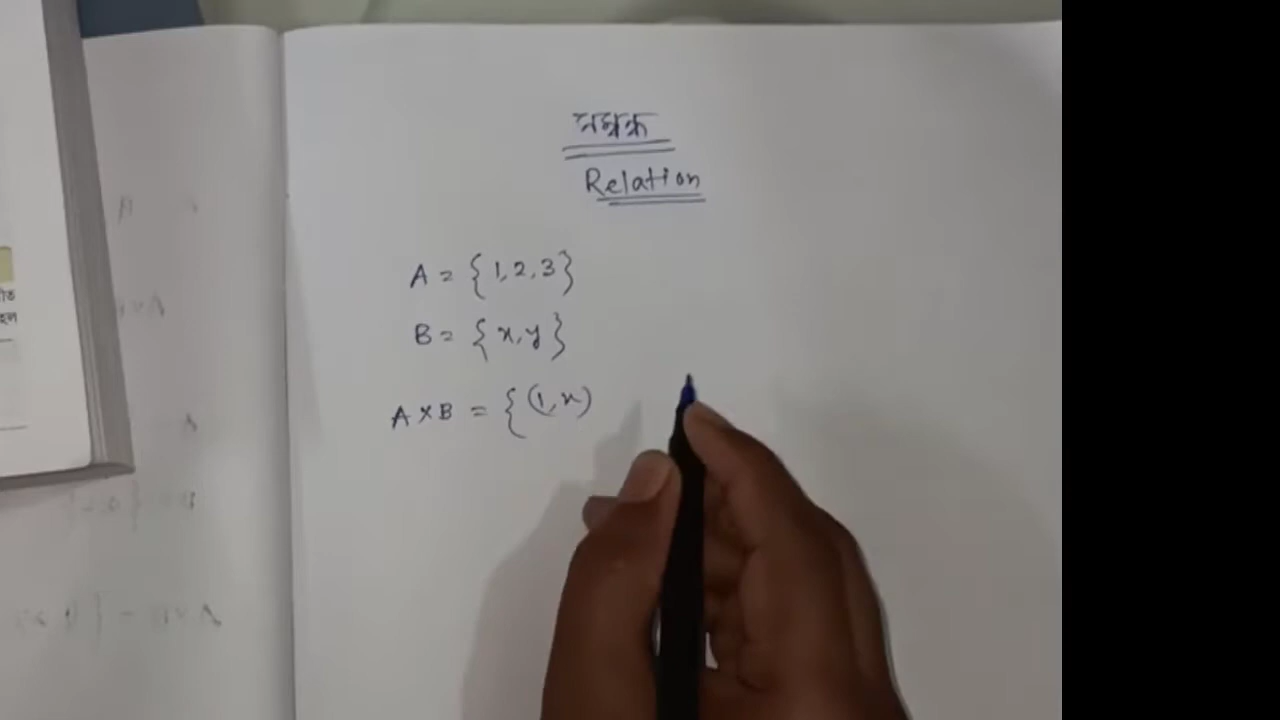 সম্বন্ধ
Relation
A = {1, 2, 3}
B = {x, y}
A × B = {(1, x)